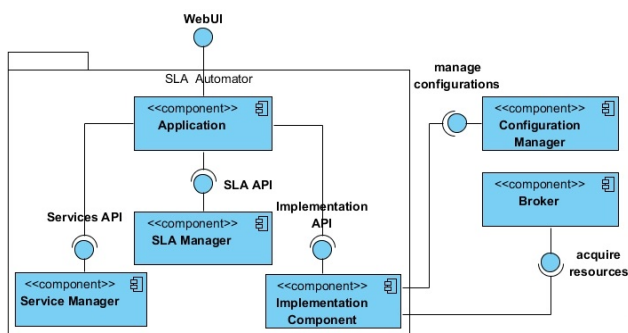 WebUI
SLA Automator
manage
configurations
<<component>>
Application
<<component>>
Configuration
Manager
SLA API
<<component>>
Broker
Services API
Implementation
API
<<component>>
SLA Manager
acquire
resources
<<component>>
Service Manager
<<component>>
Implementation
Component